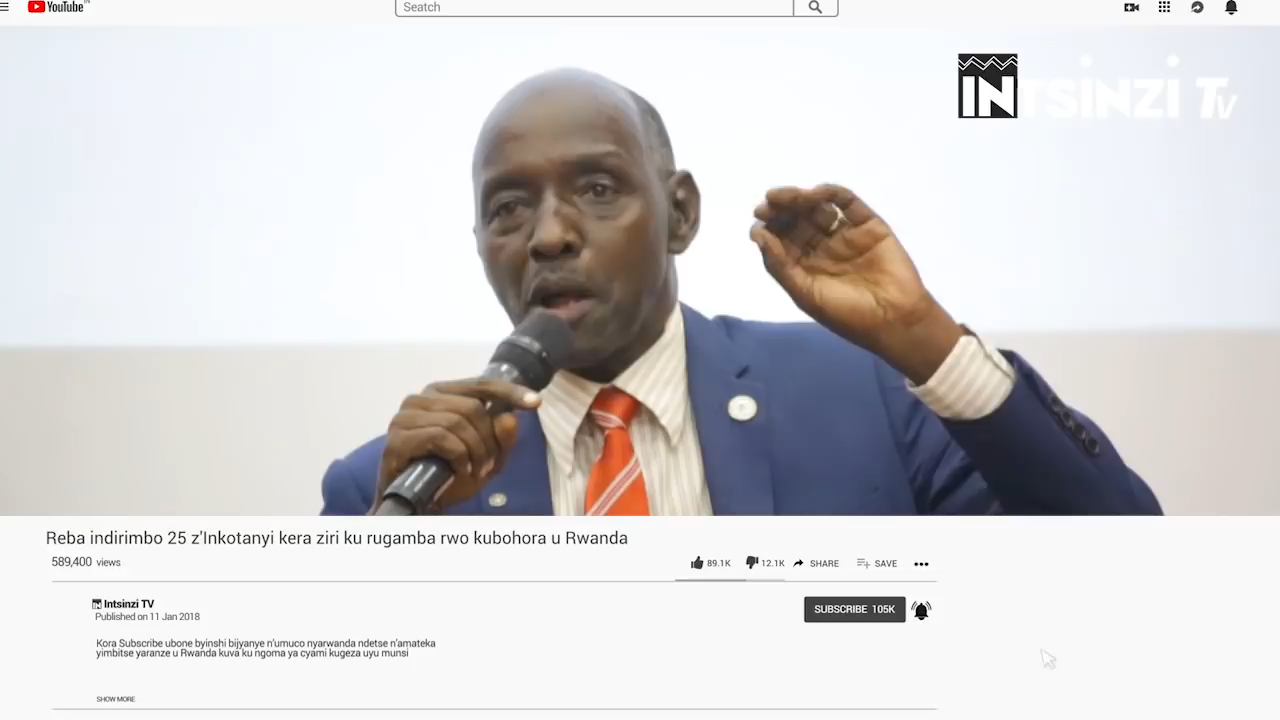 YouTube
Seatch
INTSINZI TV
Reba indirimbo 25 z'Inkotanyi kera ziri ku rugamba rwo kubohora u Rwanda
589,400 views
89.1K 12.1K SHARE SAVE
Intsinzi TV
Published on 11 Jan 2018
SUBSCRIBE 105K
Kora Subscribe ubone byinshi bijyanye n'umuco nyarwanda ndetse n'amateka
yimbitse yaranze u Rwanda kuva ku ngoma ya cyami kugeza uyu munsi
SHOW MORE